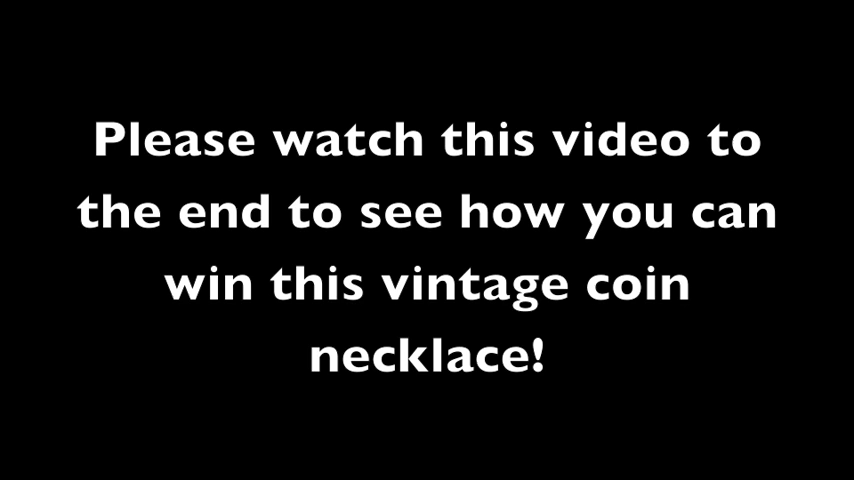 Please watch this video to
the end to see how you can
win this vintage coin
necklace!